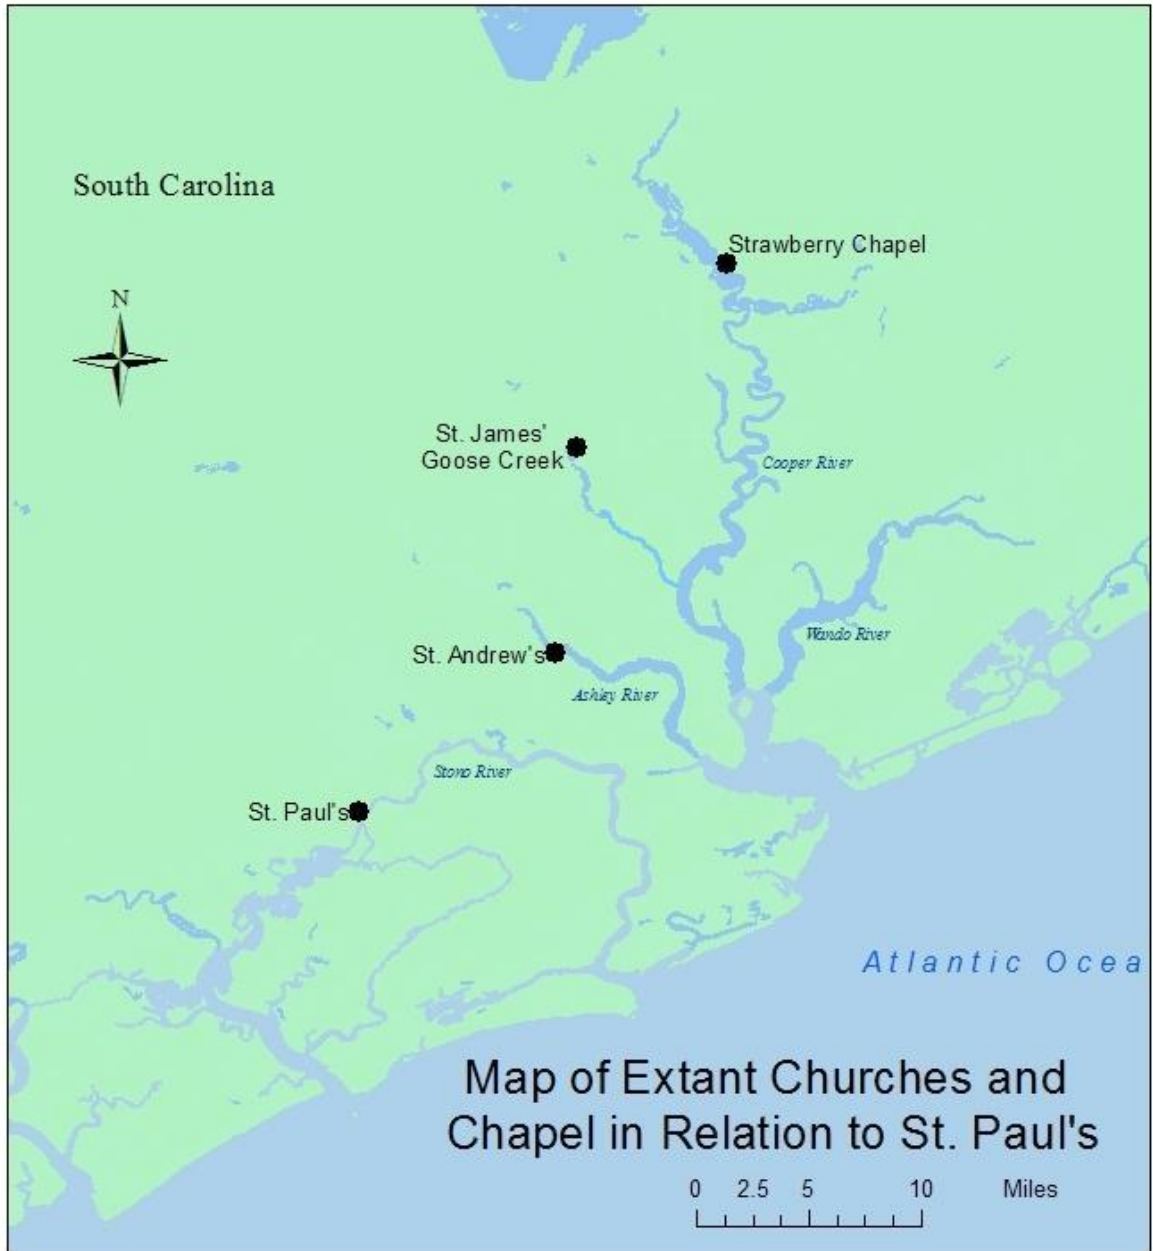 South Carolina
Strawberry Chapel
N
St. James'
Goose Creek
Cooper River
Wando River
St. Andrew's
Ashley River
Stono River
St. Paul's
Atlantic Ocea
Map of Extant Churches and
Chapel in Relation to St. Paul's
0 2.5 5 10 Miles